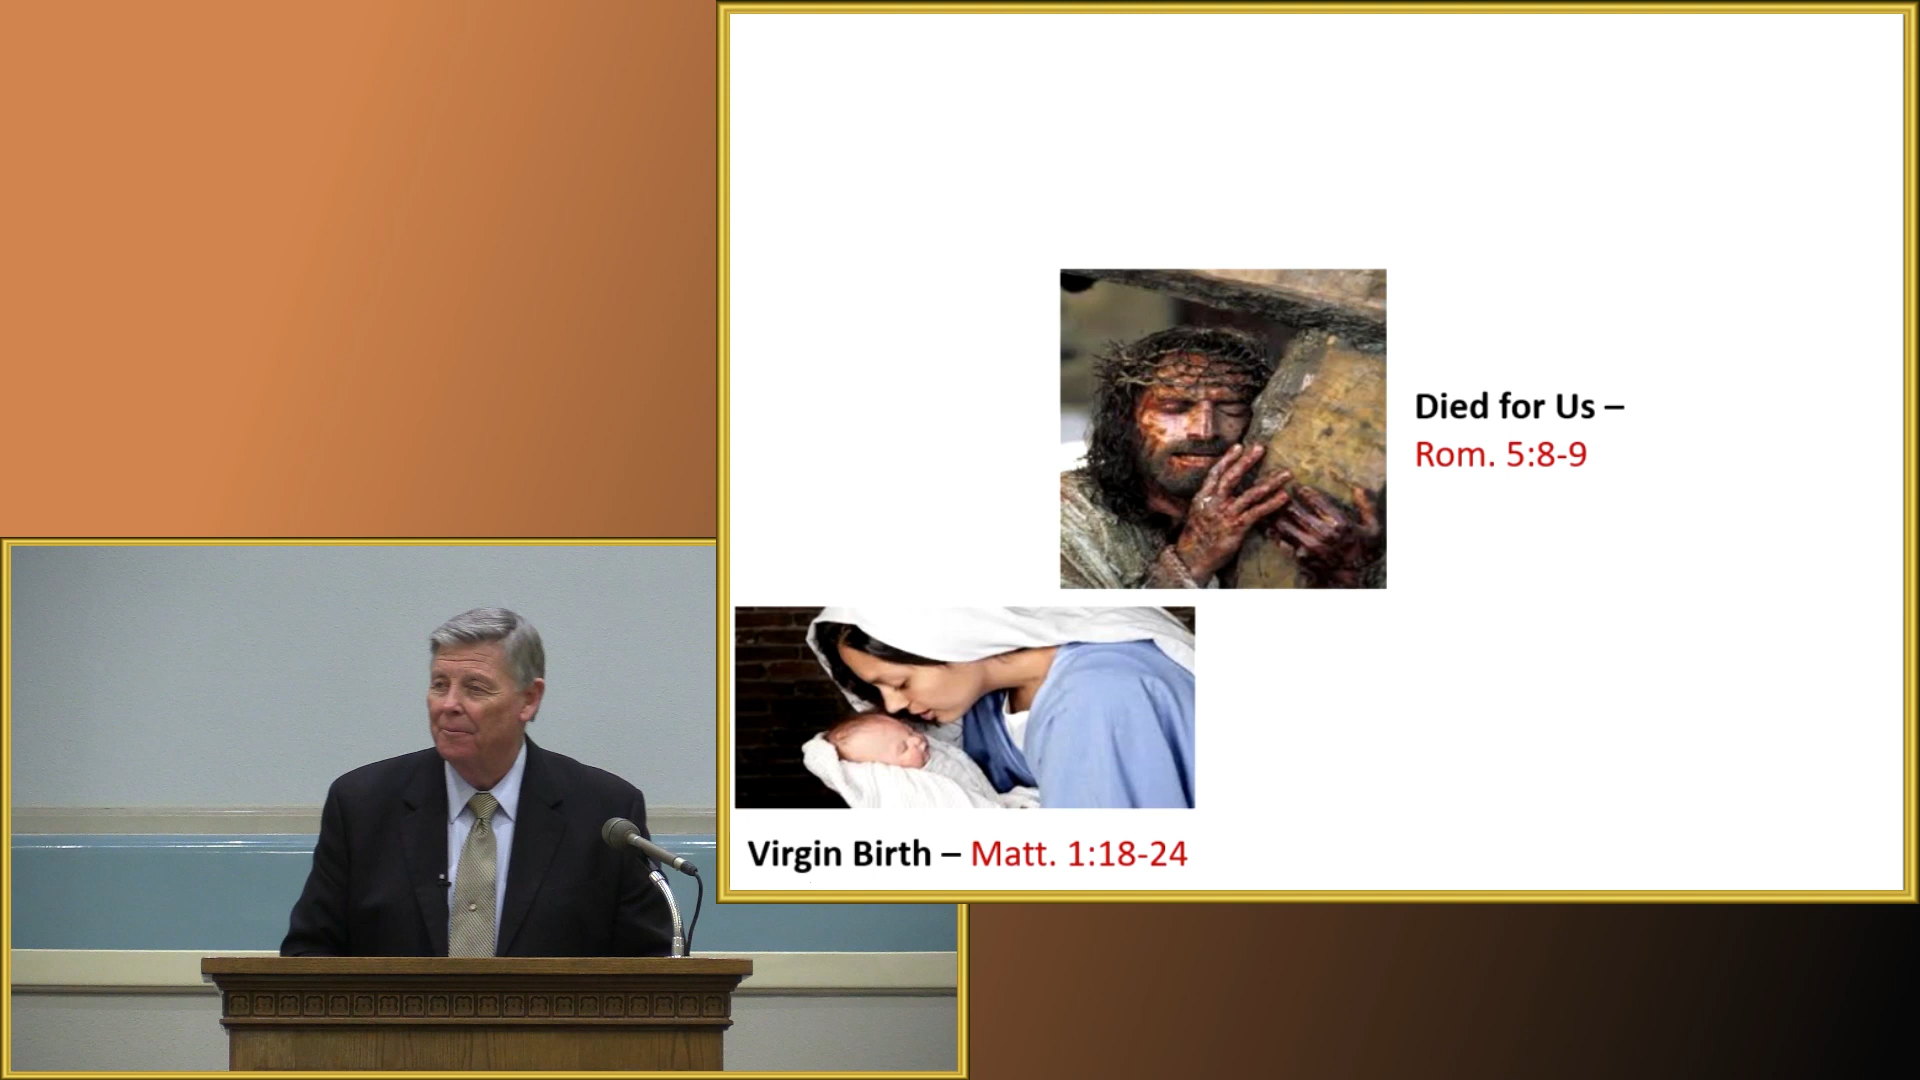 Died for Us –
Rom. 5:8-9
Virgin Birth – Matt. 1:18-24